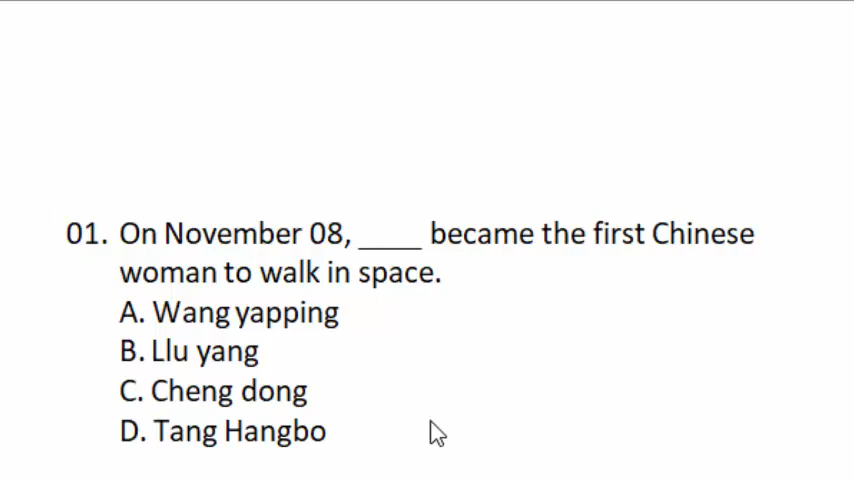 01. On November 08, ____ became the first Chinese
woman to walk in space.
A. Wang yapping
B. Llu yang
C. Cheng dong
D. Tang Hangbo